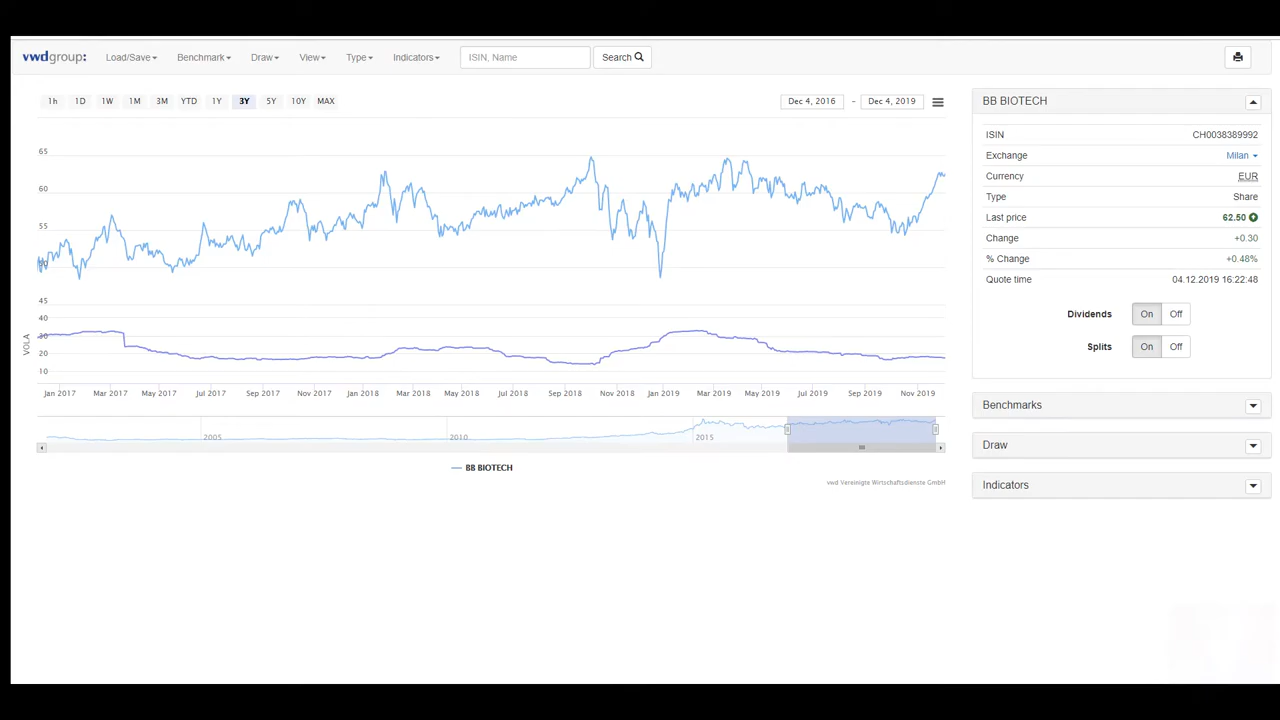 vwdgroup: Load/Save Benchmark Draw View Type Indicators ISIN, Name Search
1h 1D 1W 1M 3M YTD 1Y 3Y 5Y 10Y MAX Dec 4, 2016 - Dec 4, 2019
65
60
55
50
45
40
30
20
10
VOLA
Jan 2017 Mar 2017 May 2017 Jul 2017 Sep 2017 Nov 2017 Jan 2018 Mar 2018 May 2018 Jul 2018 Sep 2018 Nov 2018 Jan 2019 Mar 2019 May 2019 Jul 2019 Sep 2019 Nov 2019
2005 2010 2015
BB BIOTECH
vwd Vereinigte Wirtschaftsdienste GmbH
BB BIOTECH
ISIN CH0038389992
Exchange Milan
Currency EUR
Type Share
Last price 62.50
Change +0.30
% Change +0.48%
Quote time 04.12.2019 16:22:48
Dividends On Off
Splits On Off
Benchmarks
Draw
Indicators